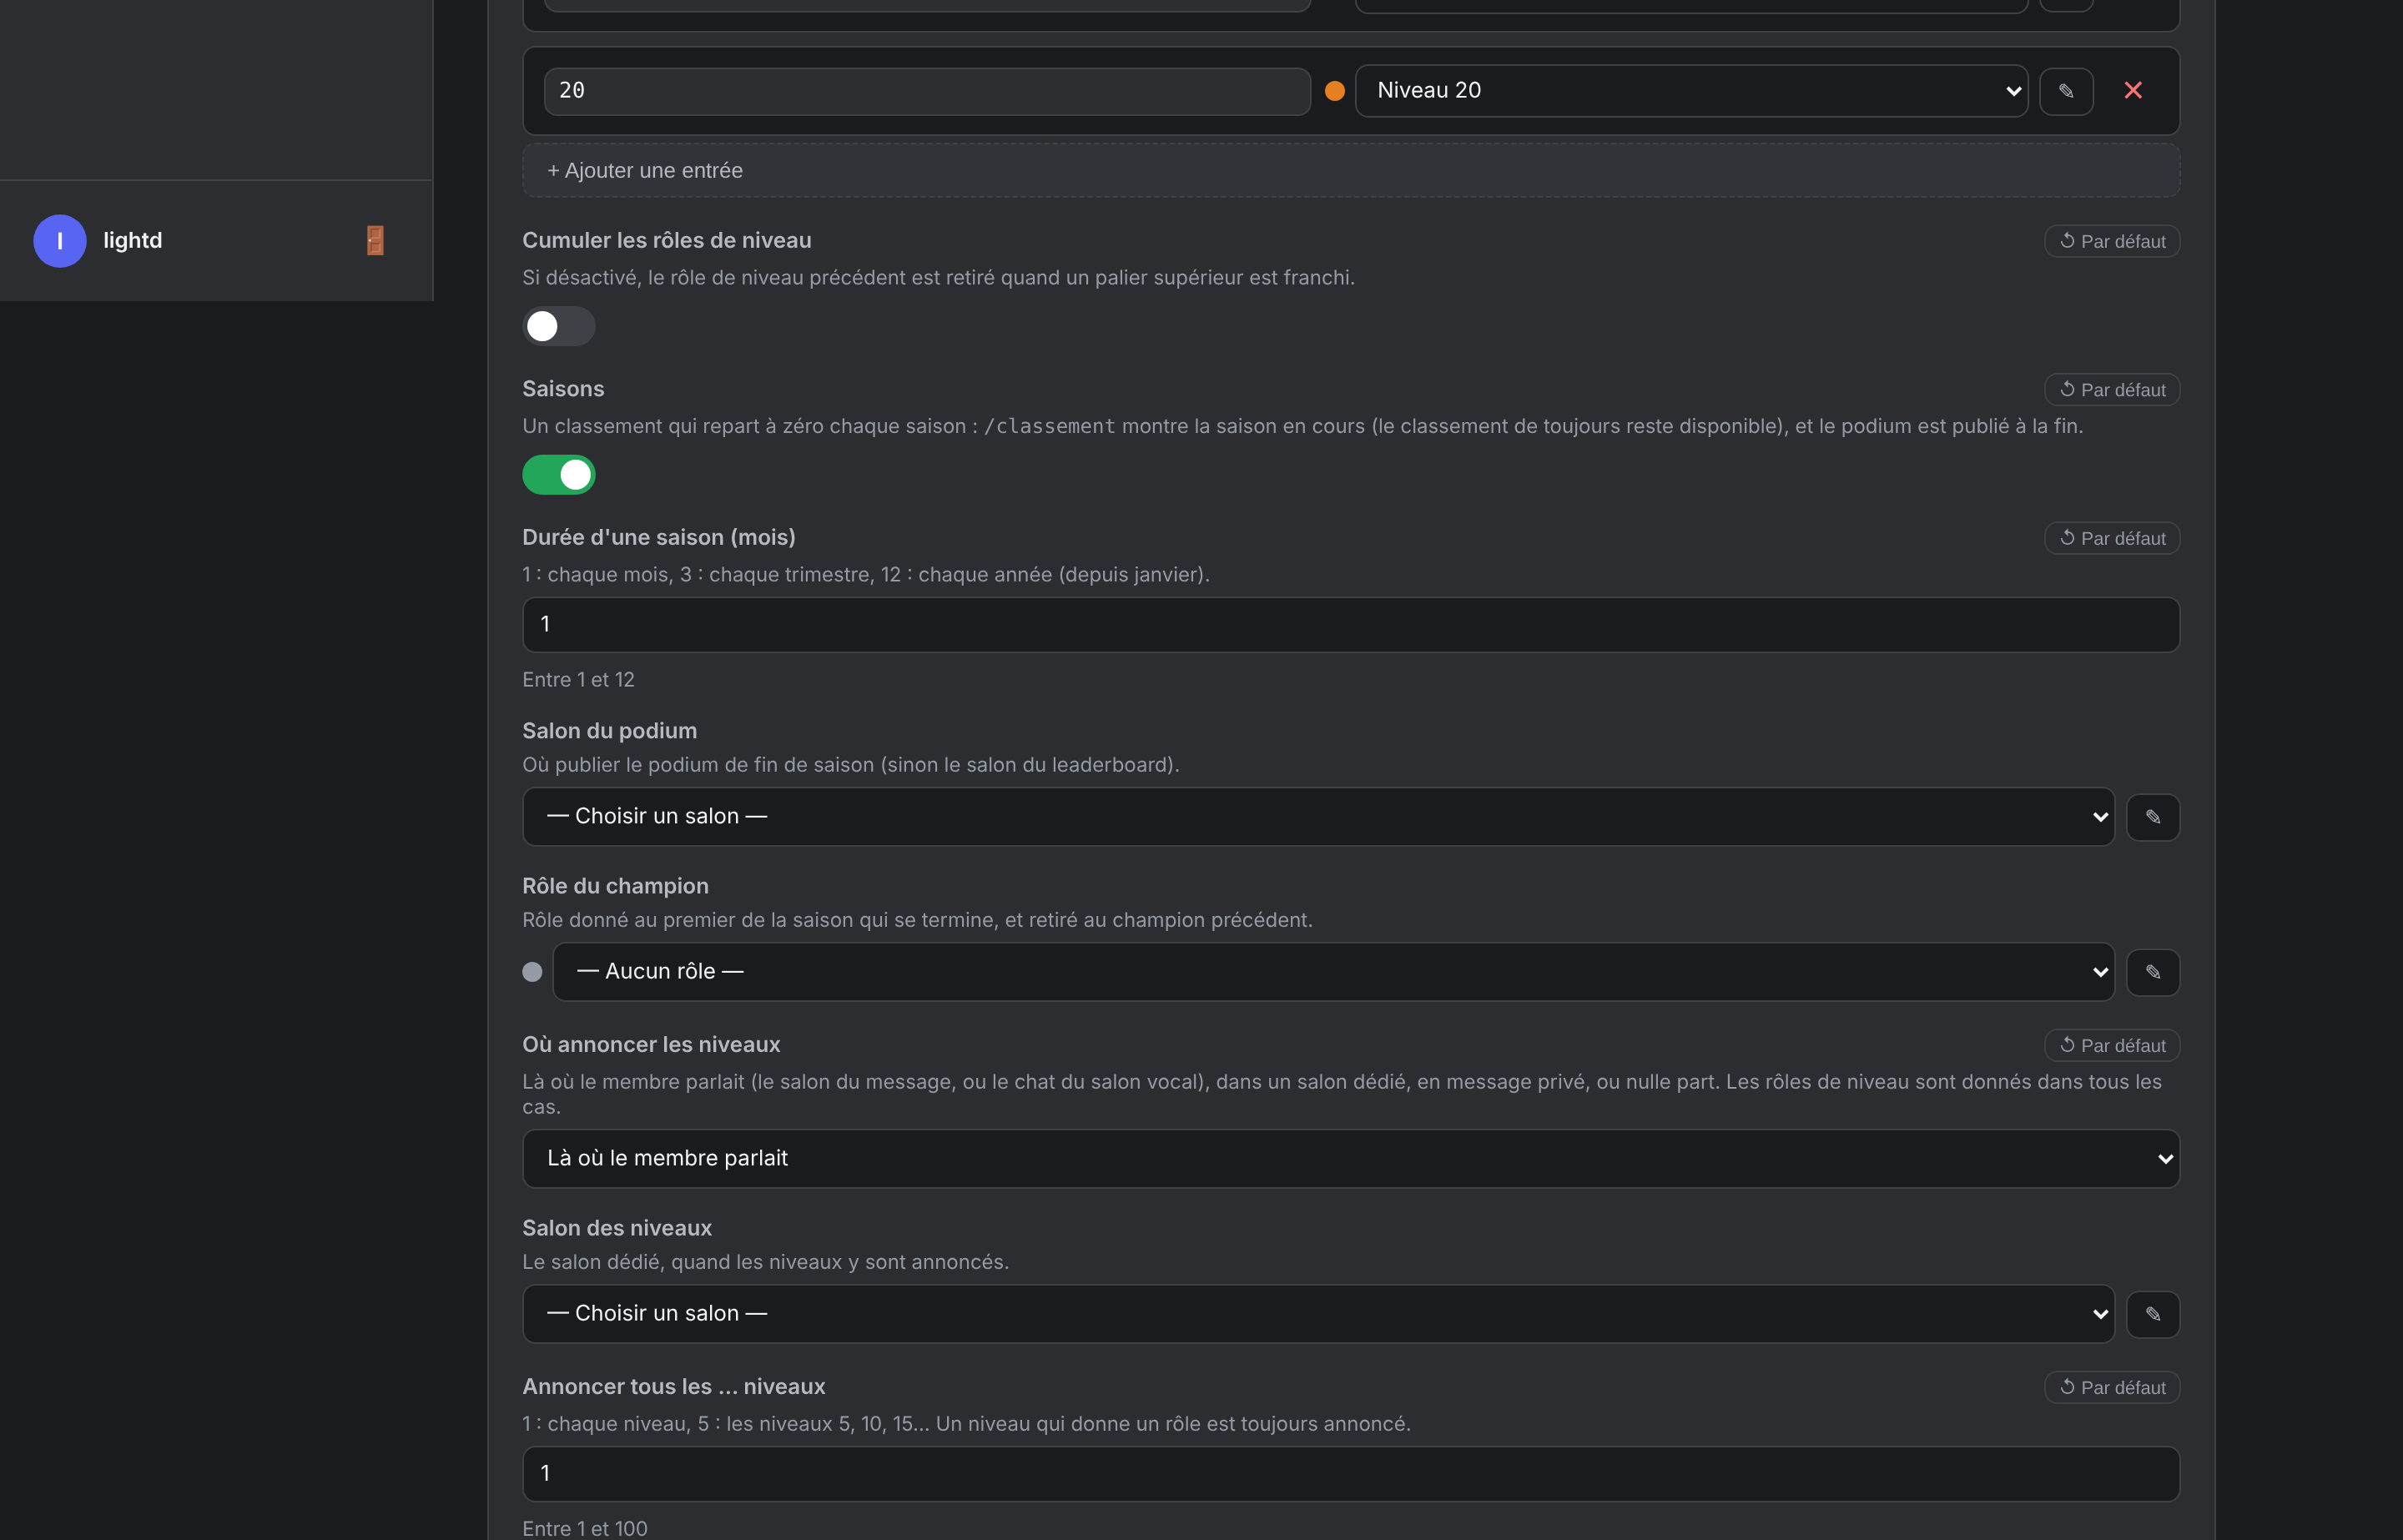 20
Niveau 20
✎
✕
+ Ajouter une entrée
l
lightd
Cumuler les rôles de niveau
↺ Par défaut
Si désactivé, le rôle de niveau précédent est retiré quand un palier supérieur est franchi.
Saisons
↺ Par défaut
Un classement qui repart à zéro chaque saison : /classement montre la saison en cours (le classement de toujours reste disponible), et le podium est publié à la fin.
Durée d'une saison (mois)
↺ Par défaut
1 : chaque mois, 3 : chaque trimestre, 12 : chaque année (depuis janvier).
1
Entre 1 et 12
Salon du podium
Où publier le podium de fin de saison (sinon le salon du leaderboard).
— Choisir un salon —
✎
Rôle du champion
Rôle donné au premier de la saison qui se termine, et retiré au champion précédent.
— Aucun rôle —
✎
Où annoncer les niveaux
↺ Par défaut
Là où le membre parlait (le salon du message, ou le chat du salon vocal), dans un salon dédié, en message privé, ou nulle part. Les rôles de niveau sont donnés dans tous les
cas.
Là où le membre parlait
Salon des niveaux
Le salon dédié, quand les niveaux y sont annoncés.
— Choisir un salon —
✎
Annoncer tous les … niveaux
↺ Par défaut
1 : chaque niveau, 5 : les niveaux 5, 10, 15… Un niveau qui donne un rôle est toujours annoncé.
1
Entre 1 et 100